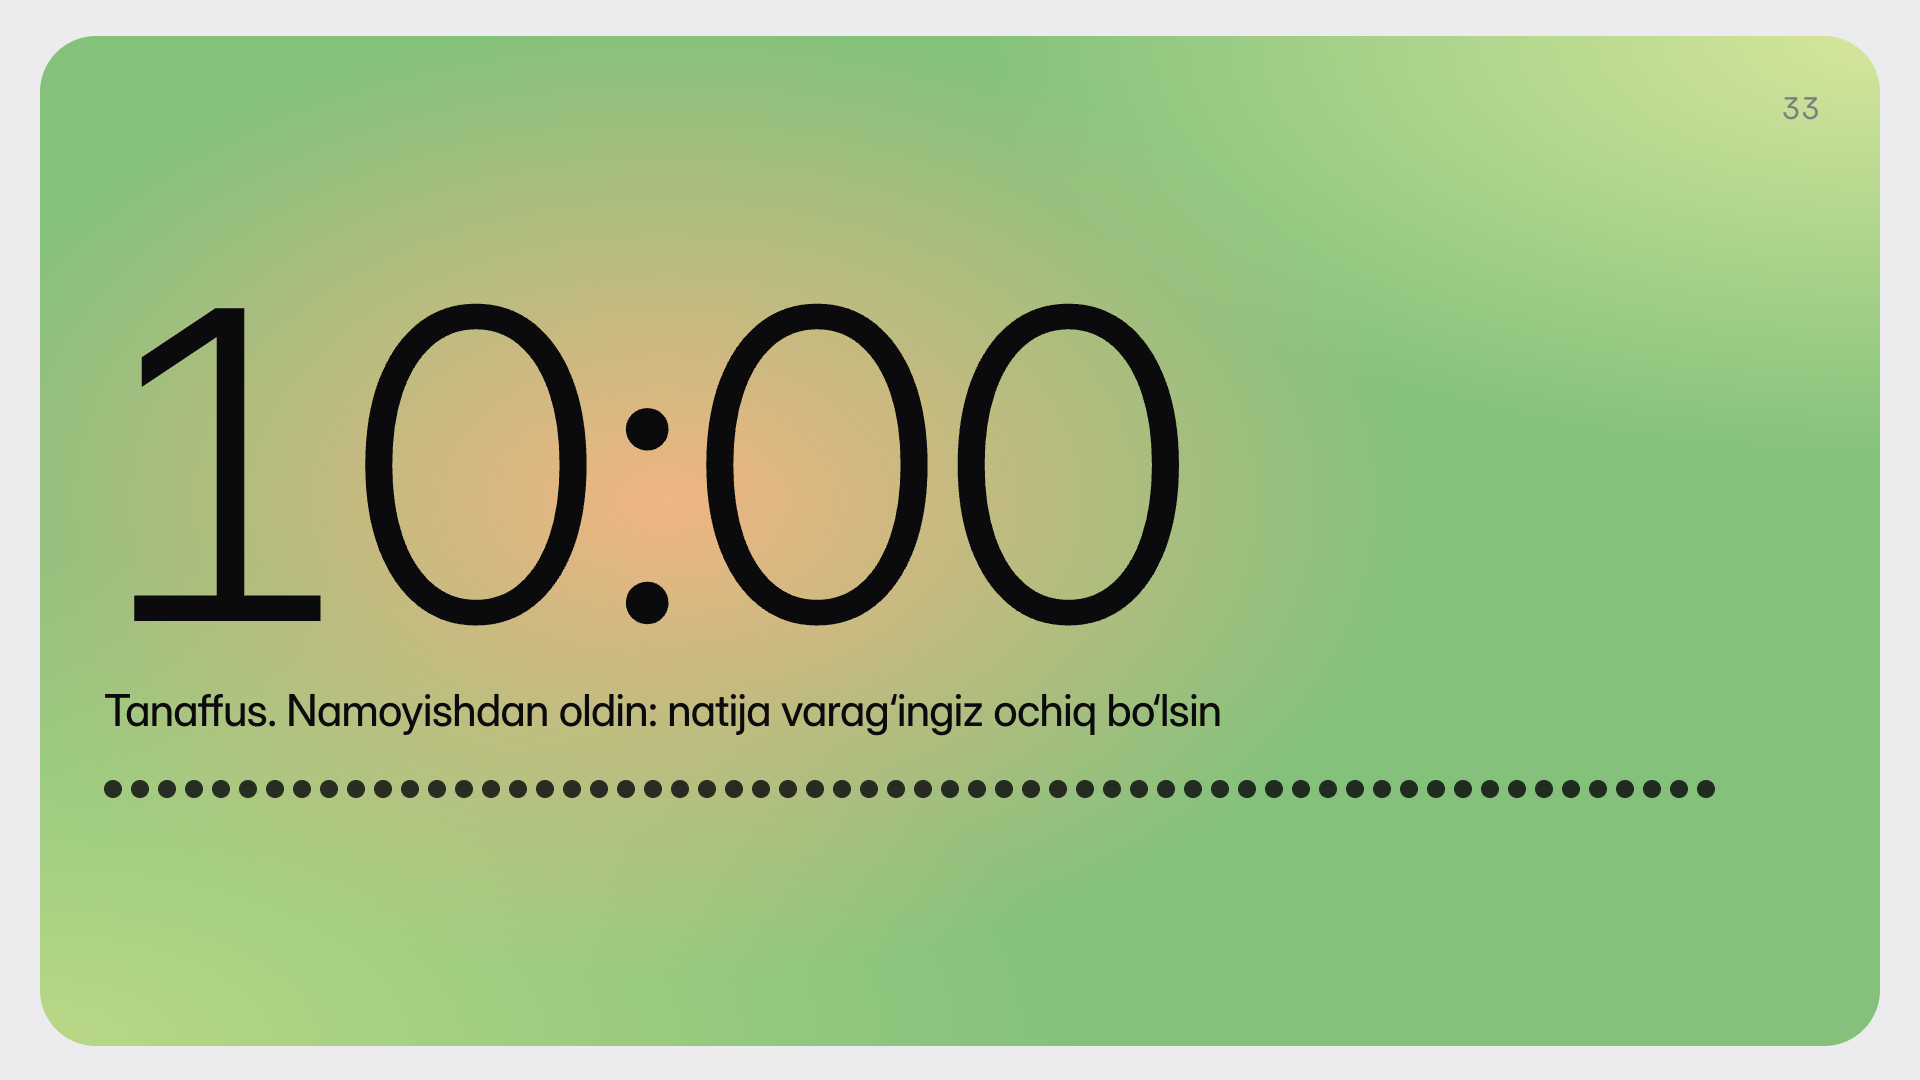 33
10:00
Tanaffus. Namoyishdan oldin: natija varag‘ingiz ochiq bo‘lsin